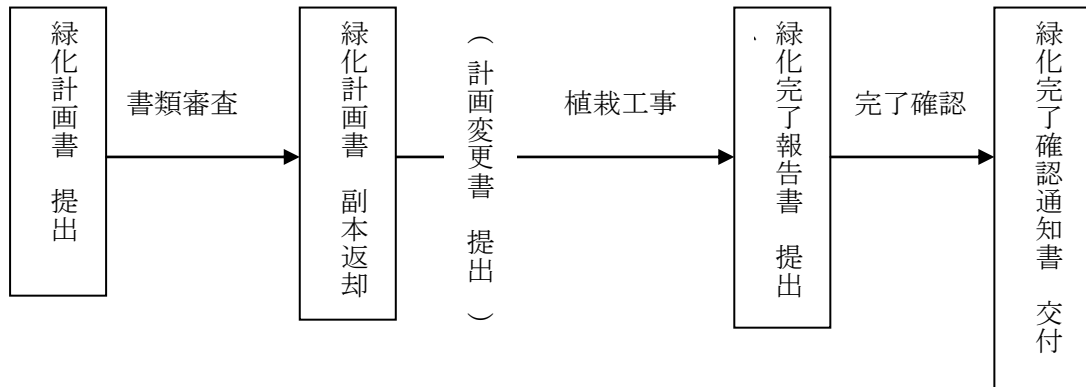 緑化計画書 提出
書類審査
緑化計画書 副本返却
（計画変更書 提出）
植栽工事
緑化完了報告書 提出
完了確認
緑化完了確認通知書 交付